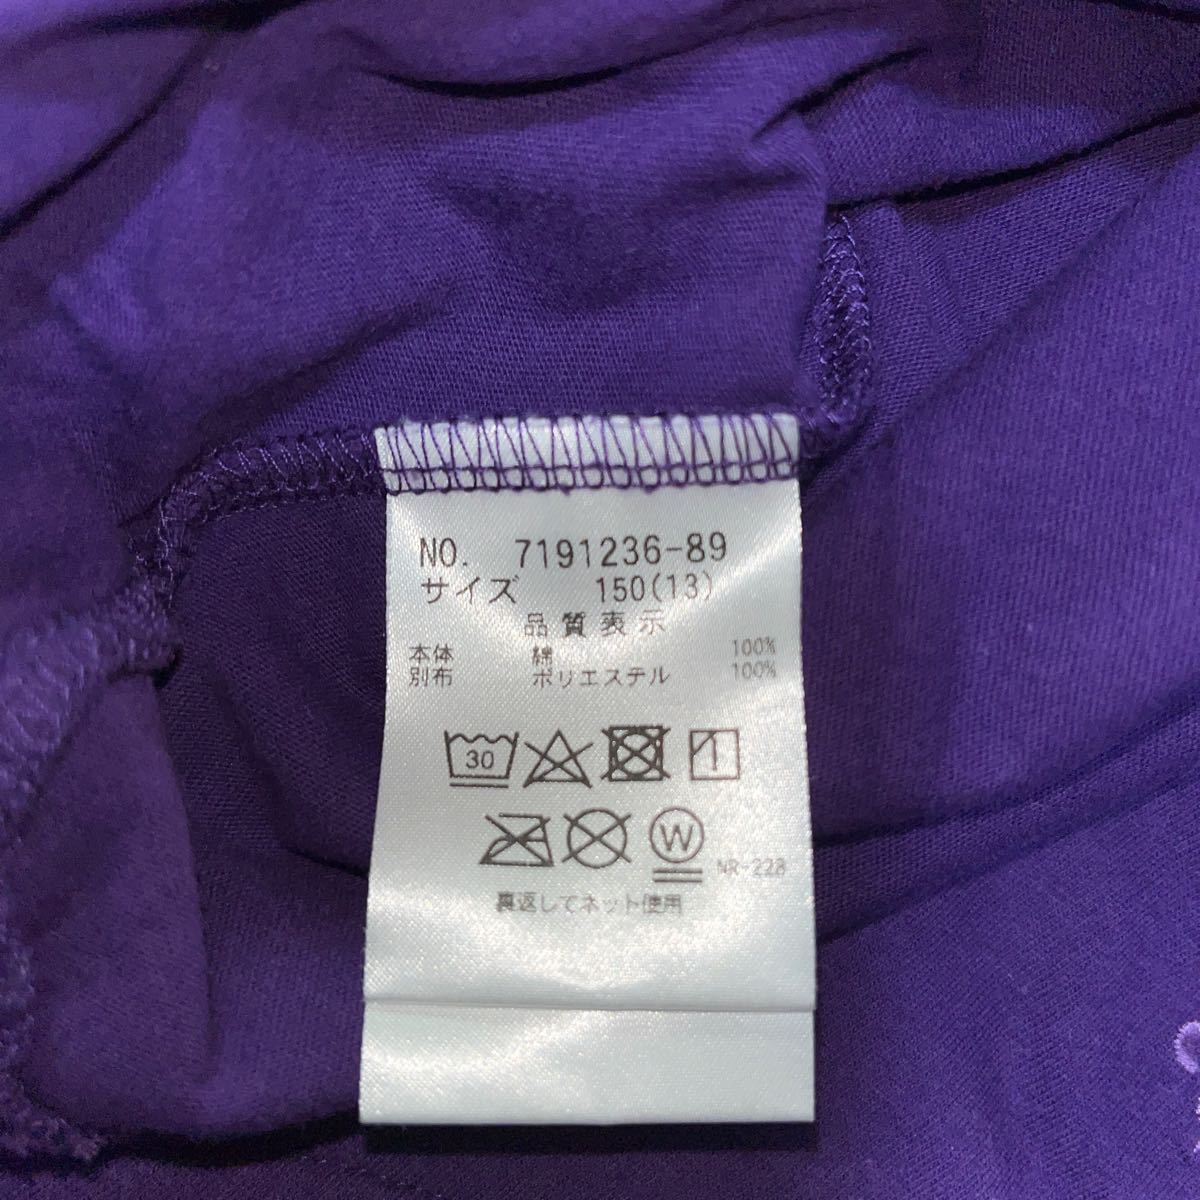 NO. 7191236-89
サイズ 150(13)
品質表示
本体 綿 100%
別布 ポリエステル 100%
30
W
NR-228
裏返してネット使用